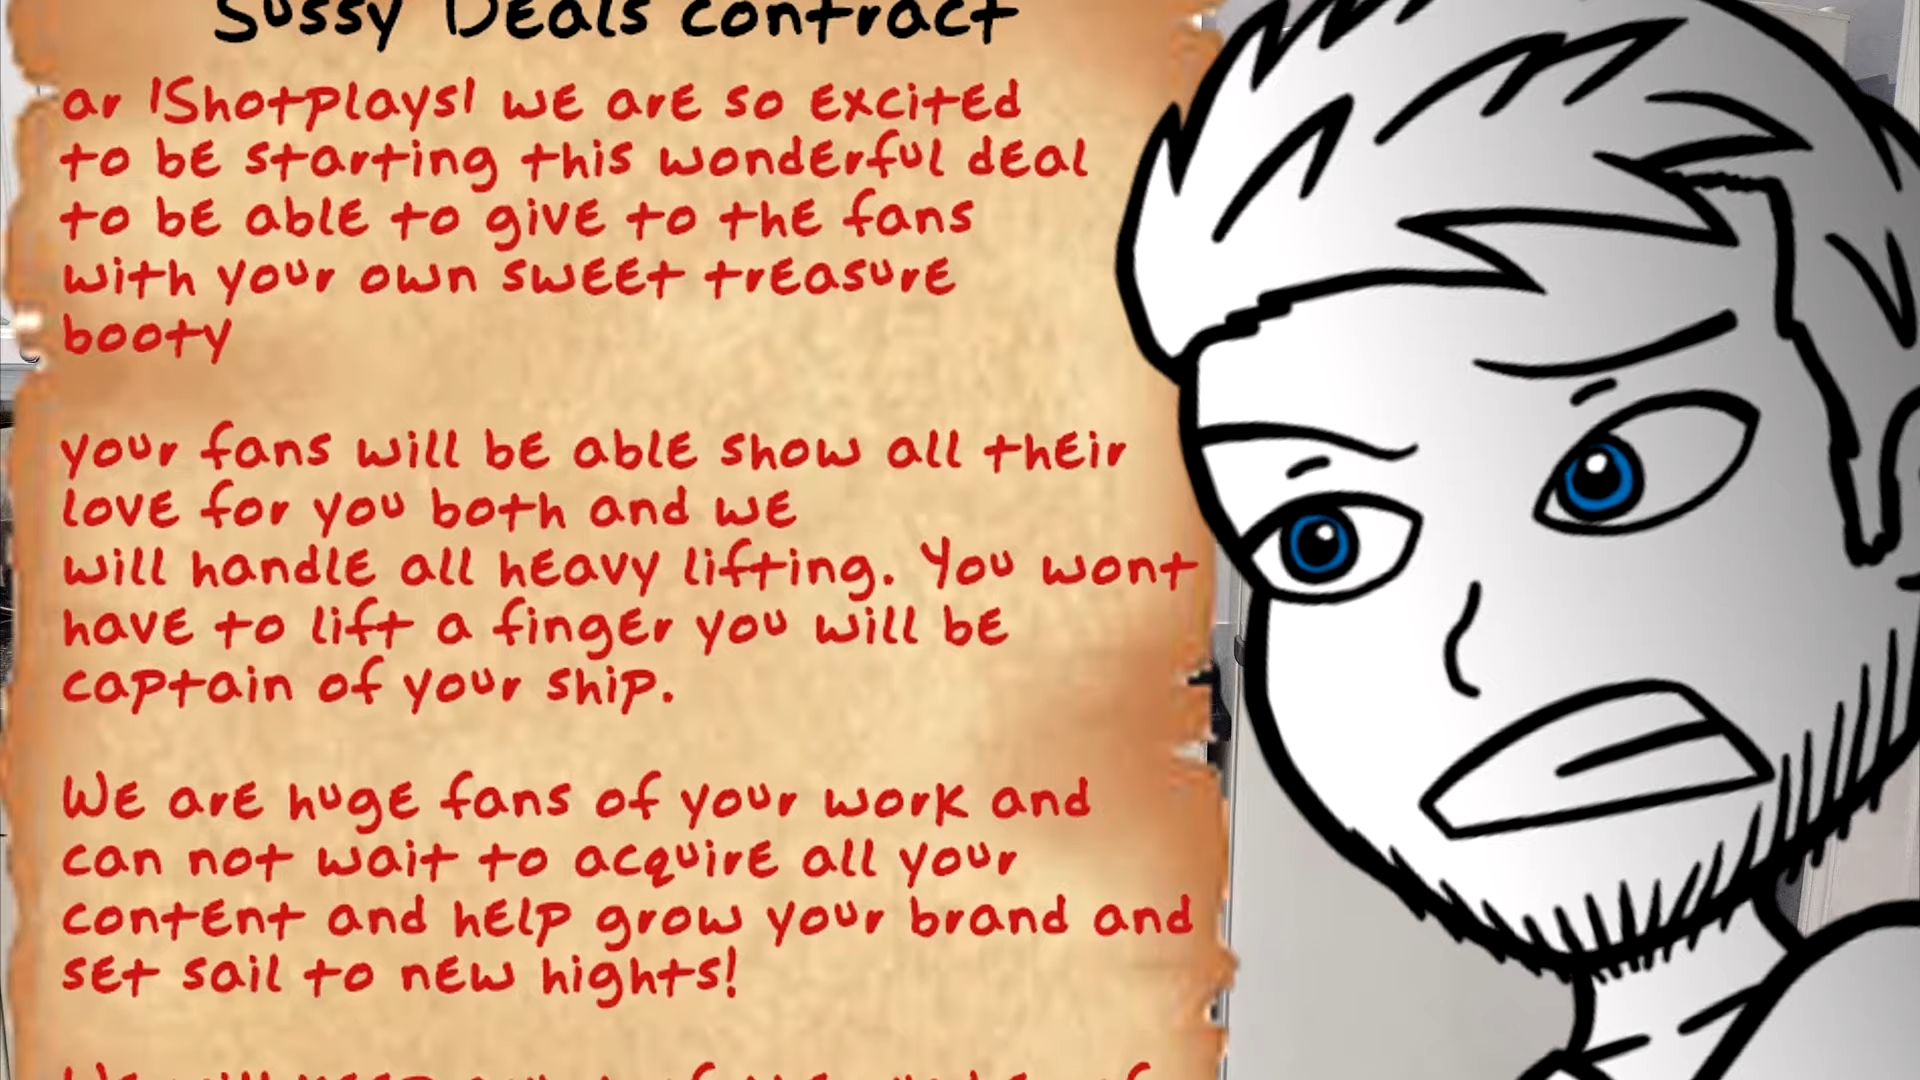 Sussy Deals contract
ar 'Shotplays' we are so excited
to be starting this wonderful deal
to be able to give to the fans
with your own sweet treasure
booty
your fans will be able show all their
love for you both and we
will handle all heavy lifting. You wont
have to lift a finger you will be
captain of your ship.
We are huge fans of your work and
can not wait to acquire all your
content and help grow your brand and
set sail to new hights!
We will keep